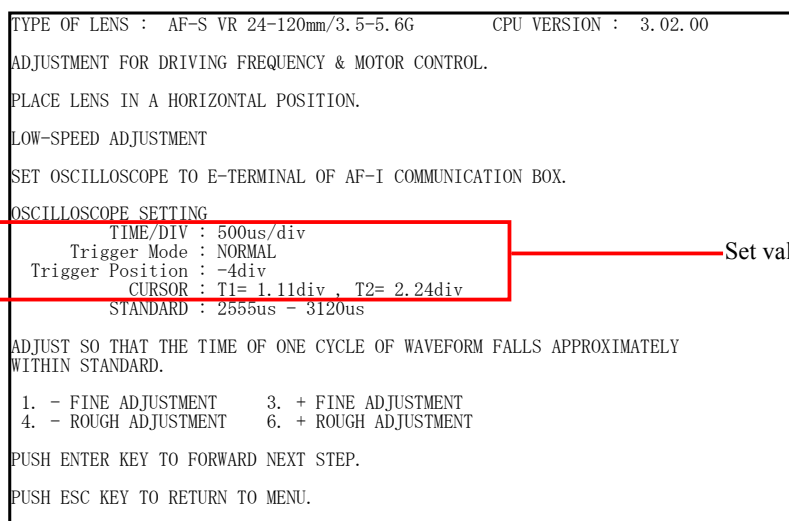 TYPE OF LENS : AF-S VR 24-120mm/3.5-5.6G CPU VERSION : 3.02.00
ADJUSTMENT FOR DRIVING FREQUENCY & MOTOR CONTROL.
PLACE LENS IN A HORIZONTAL POSITION.
LOW-SPEED ADJUSTMENT
SET OSCILLOSCOPE TO E-TERMINAL OF AF-I COMMUNICATION BOX.
OSCILLOSCOPE SETTING
TIME/DIV : 500us/div
Trigger Mode : NORMAL
Trigger Position : -4div
CURSOR : T1= 1.11div , T2= 2.24div
STANDARD : 2555us - 3120us
Set val
ADJUST SO THAT THE TIME OF ONE CYCLE OF WAVEFORM FALLS APPROXIMATELY
WITHIN STANDARD.
1. - FINE ADJUSTMENT 3. + FINE ADJUSTMENT
4. - ROUGH ADJUSTMENT 6. + ROUGH ADJUSTMENT
PUSH ENTER KEY TO FORWARD NEXT STEP.
PUSH ESC KEY TO RETURN TO MENU.